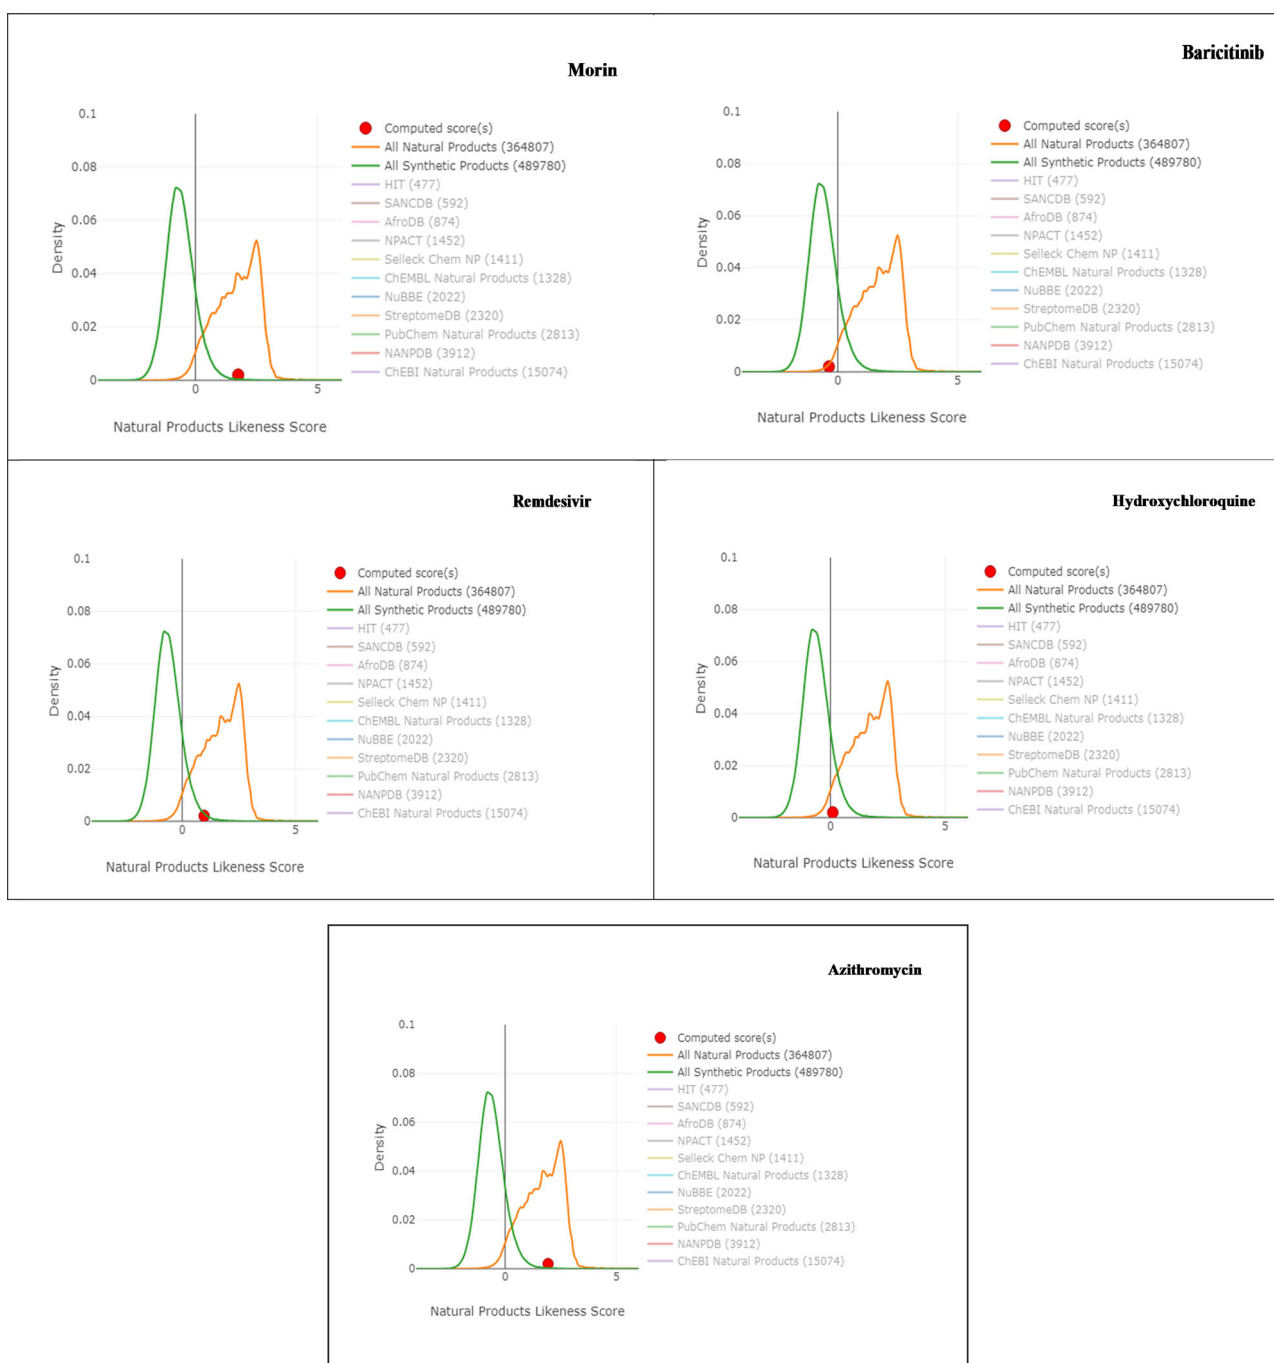 Morin
0.1
0.08
0.06
0.04
0.02
0
0
5
Density
Natural Products Likeness Score
Computed score(s)
All Natural Products (364807)
All Synthetic Products (489780)
HIT (477)
SANCDB (592)
AfroDB (874)
NPACT (1452)
Selleck Chem NP (1411)
ChEMBL Natural Products (1328)
NuBBE (2022)
StreptomeDB (2320)
PubChem Natural Products (2813)
NANPDB (3912)
ChEBI Natural Products (15074)
Baricitinib
0.1
0.08
0.06
0.04
0.02
0
0
5
Density
Natural Products Likeness Score
Computed score(s)
All Natural Products (364807)
All Synthetic Products (489780)
HIT (477)
SANCDB (592)
AfroDB (874)
NPACT (1452)
Selleck Chem NP (1411)
ChEMBL Natural Products (1328)
NuBBE (2022)
StreptomeDB (2320)
PubChem Natural Products (2813)
NANPDB (3912)
ChEBI Natural Products (15074)
Remdesivir
0.1
0.08
0.06
0.04
0.02
0
0
5
Density
Natural Products Likeness Score
Computed score(s)
All Natural Products (364807)
All Synthetic Products (489780)
HIT (477)
SANCDB (592)
AfroDB (874)
NPACT (1452)
Selleck Chem NP (1411)
ChEMBL Natural Products (1328)
NuBBE (2022)
StreptomeDB (2320)
PubChem Natural Products (2813)
NANPDB (3912)
ChEBI Natural Products (15074)
Hydroxychloroquine
0.1
0.08
0.06
0.04
0.02
0
0
5
Density
Natural Products Likeness Score
Computed score(s)
All Natural Products (364807)
All Synthetic Products (489780)
HIT (477)
SANCDB (592)
AfroDB (874)
NPACT (1452)
Selleck Chem NP (1411)
ChEMBL Natural Products (1328)
NuBBE (2022)
StreptomeDB (2320)
PubChem Natural Products (2813)
NANPDB (3912)
ChEBI Natural Products (15074)
Azithromycin
0.1
0.08
0.06
0.04
0.02
0
0
5
Density
Natural Products Likeness Score
Computed score(s)
All Natural Products (364807)
All Synthetic Products (489780)
HIT (477)
SANCDB (592)
AfroDB (874)
NPACT (1452)
Selleck Chem NP (1411)
ChEMBL Natural Products (1328)
NuBBE (2022)
StreptomeDB (2320)
PubChem Natural Products (2813)
NANPDB (3912)
ChEBI Natural Products (15074)